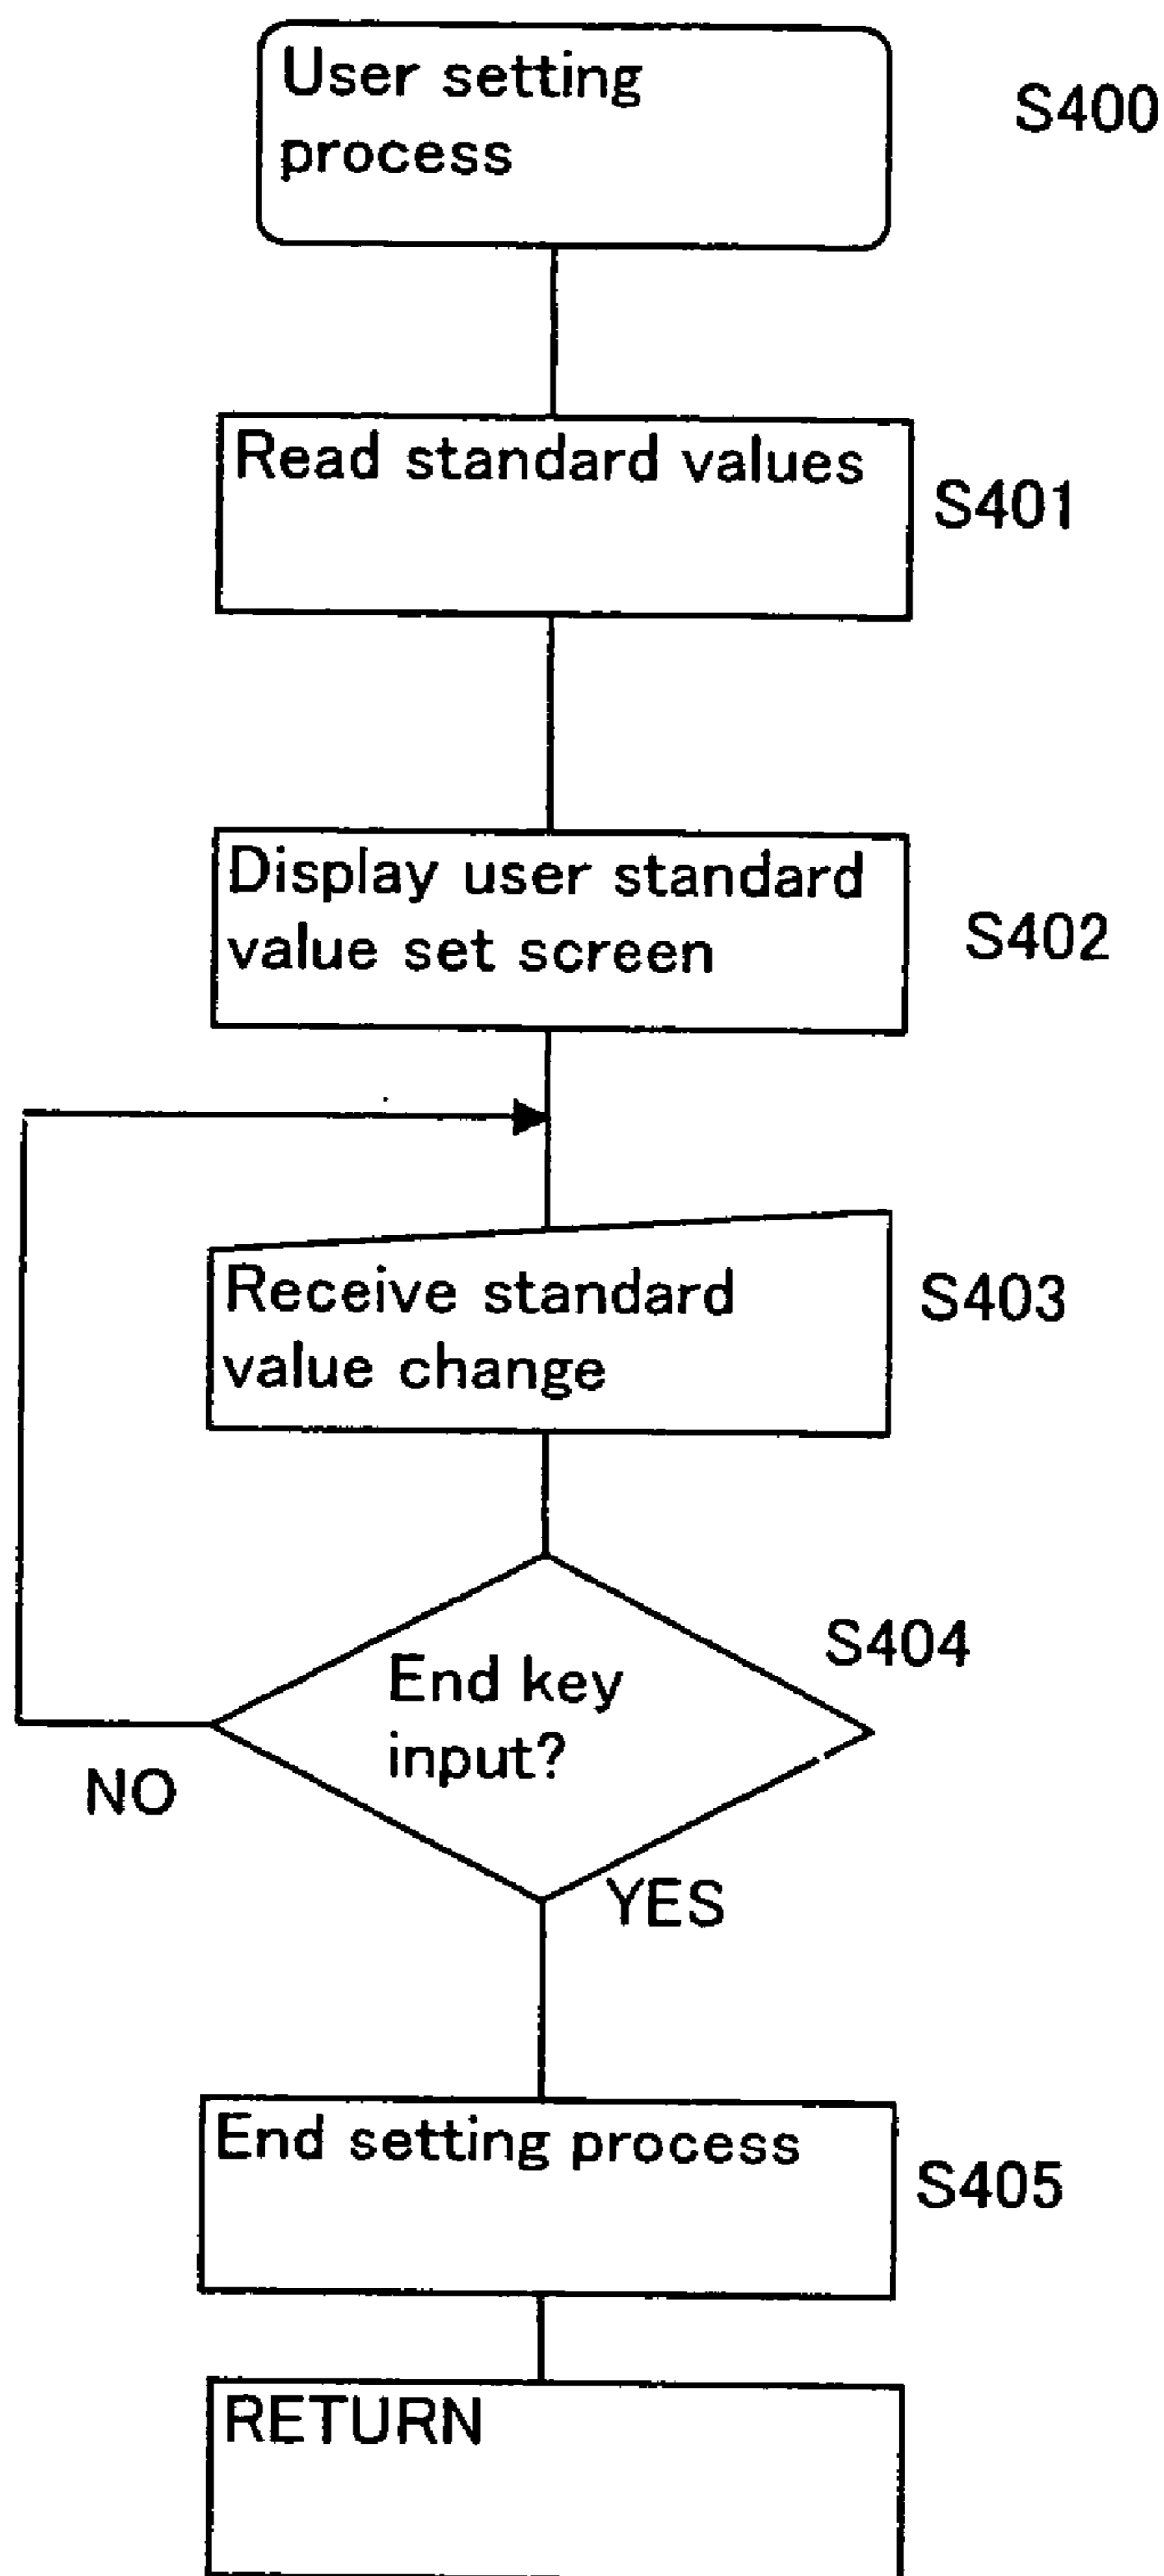 User setting
process
S400
Read standard values
S401
Display user standard
value set screen
S402
Receive standard
value change
S403
End key
input?
S404
NO
YES
End setting process
S405
RETURN